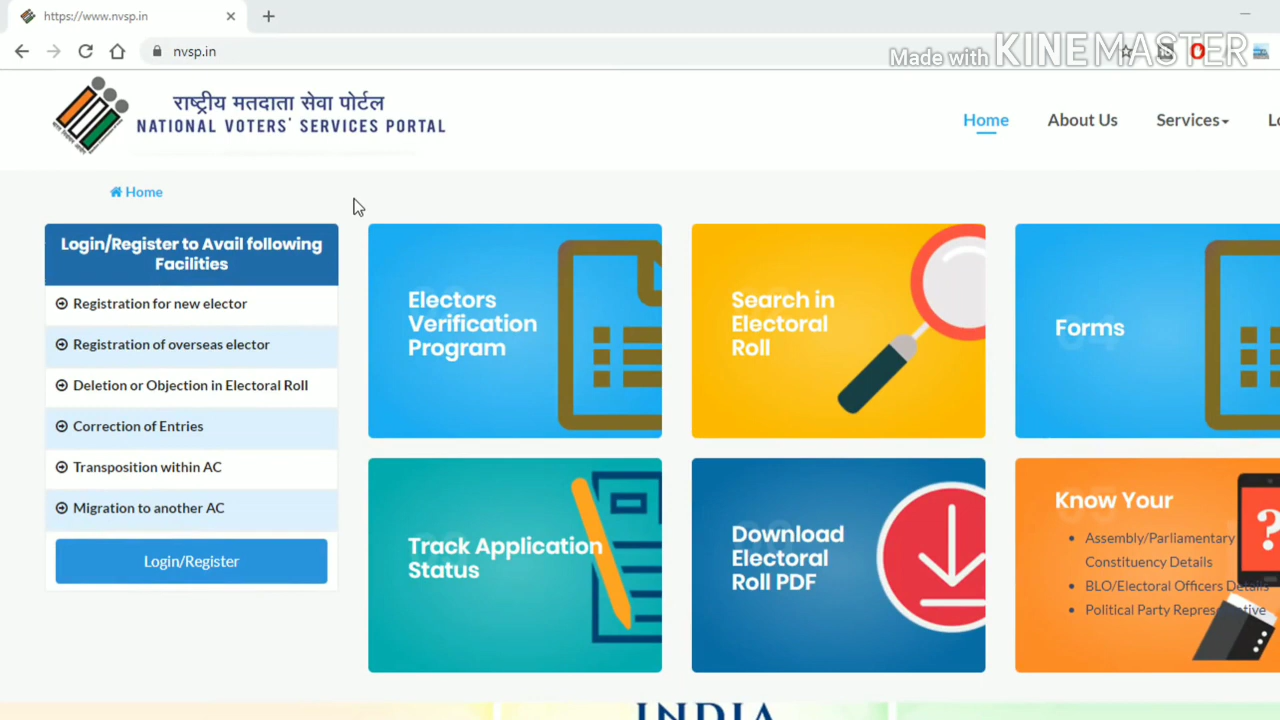 https://www.nvsp.in
nvsp.in
Made with KINEMASTER
राष्ट्रीय मतदाता सेवा पोर्टल
NATIONAL VOTERS' SERVICES PORTAL
Home
About Us
Services
Home
Login/Register to Avail following
Facilities
Registration for new elector
Registration of overseas elector
Deletion or Objection in Electoral Roll
Correction of Entries
Transposition within AC
Migration to another AC
Login/Register
Electors
Verification
Program
Search in
Electoral
Roll
Forms
Track Application
Status
Download
Electoral
Roll PDF
Know Your
Assembly/Parliamentary
Constituency Details
BLO/Electoral Officers Details
Political Party Representative
INDIA